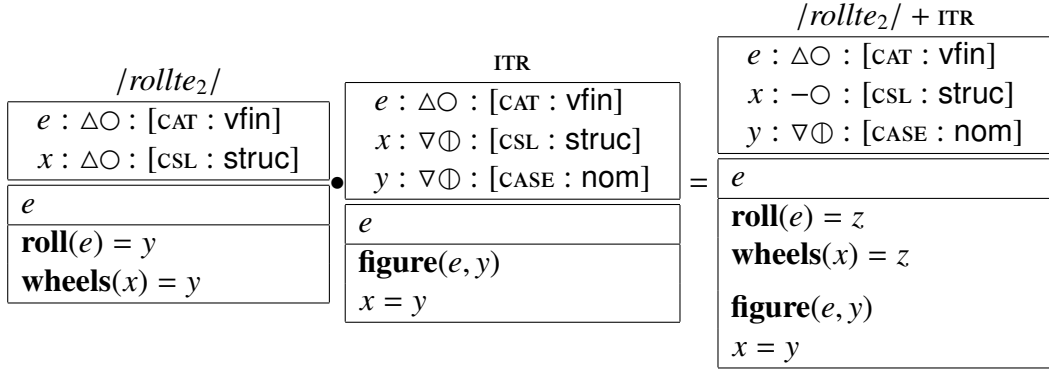 /rollte₂/
e : △○ : [CAT : vfin]
x : △○ : [CSL : struc]
e
roll(e) = y
wheels(x) = y
•
ITR
e : △○ : [CAT : vfin]
x : ▽⦶ : [CSL : struc]
y : ▽⦶ : [CASE : nom]
e
figure(e, y)
x = y
=
/rollte₂/ + ITR
e : △○ : [CAT : vfin]
x : −○ : [CSL : struc]
y : ▽⦶ : [CASE : nom]
e
roll(e) = z
wheels(x) = z
figure(e, y)
x = y